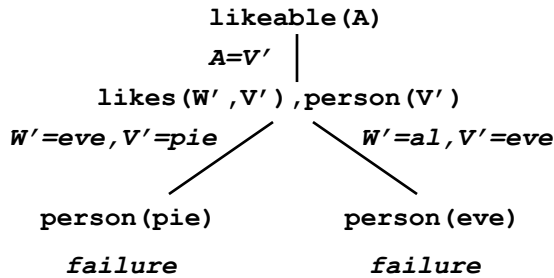 likeable(A)
A=V'
likes(W',V'),person(V')
W'=eve,V'=pie
W'=al,V'=eve
person(pie)
person(eve)
failure
failure